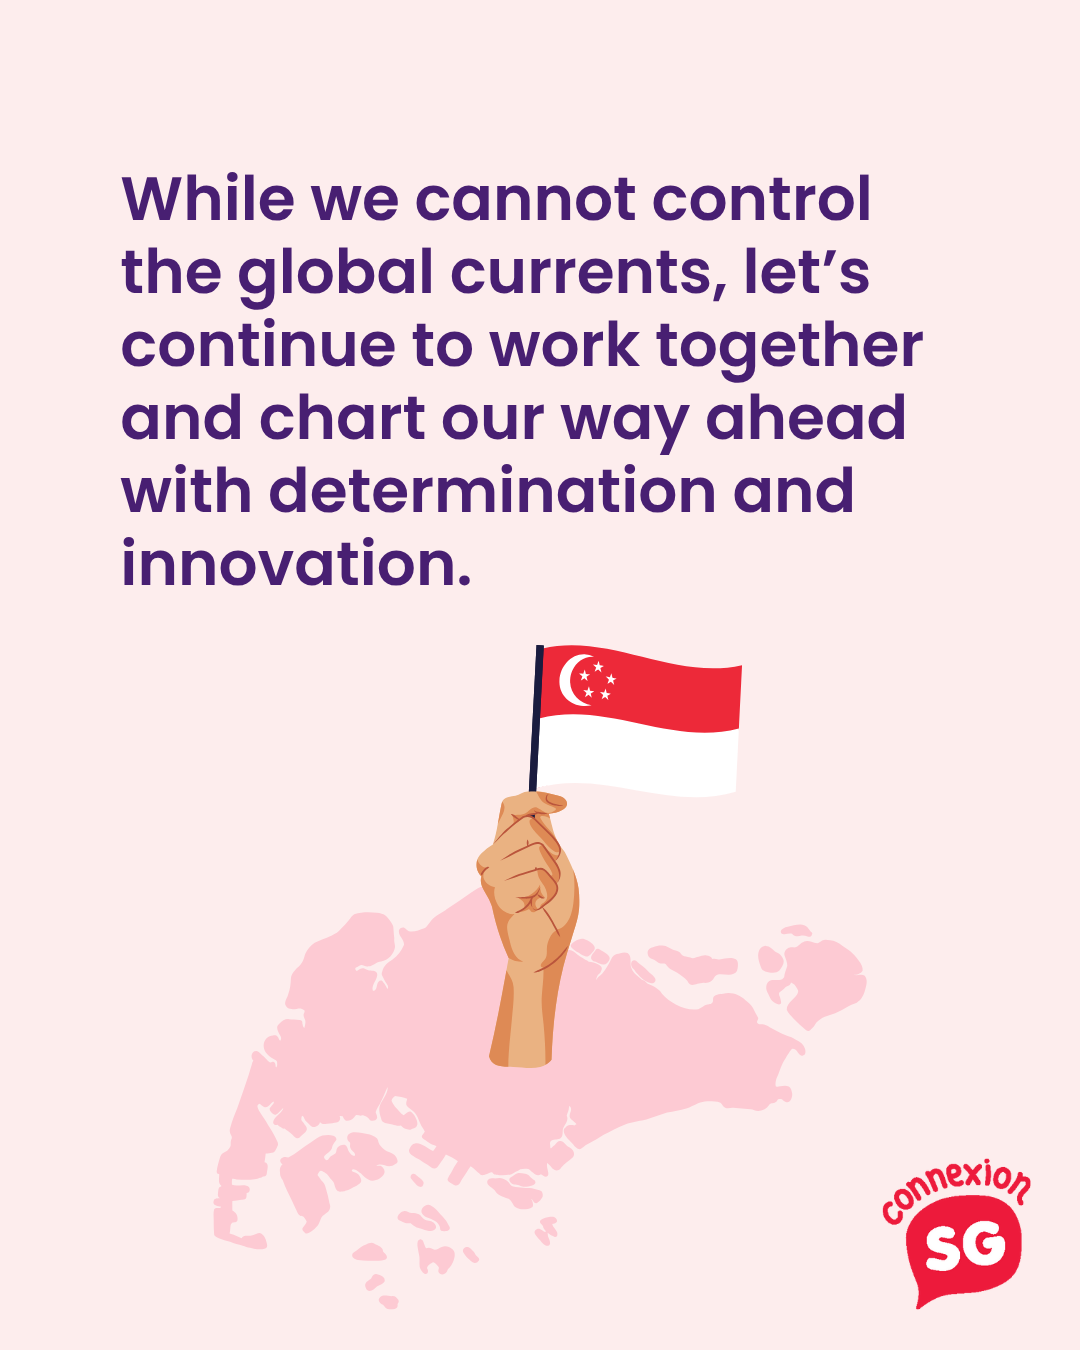 While we cannot control
the global currents, let’s
continue to work together
and chart our way ahead
with determination and
innovation.
connexion
SG